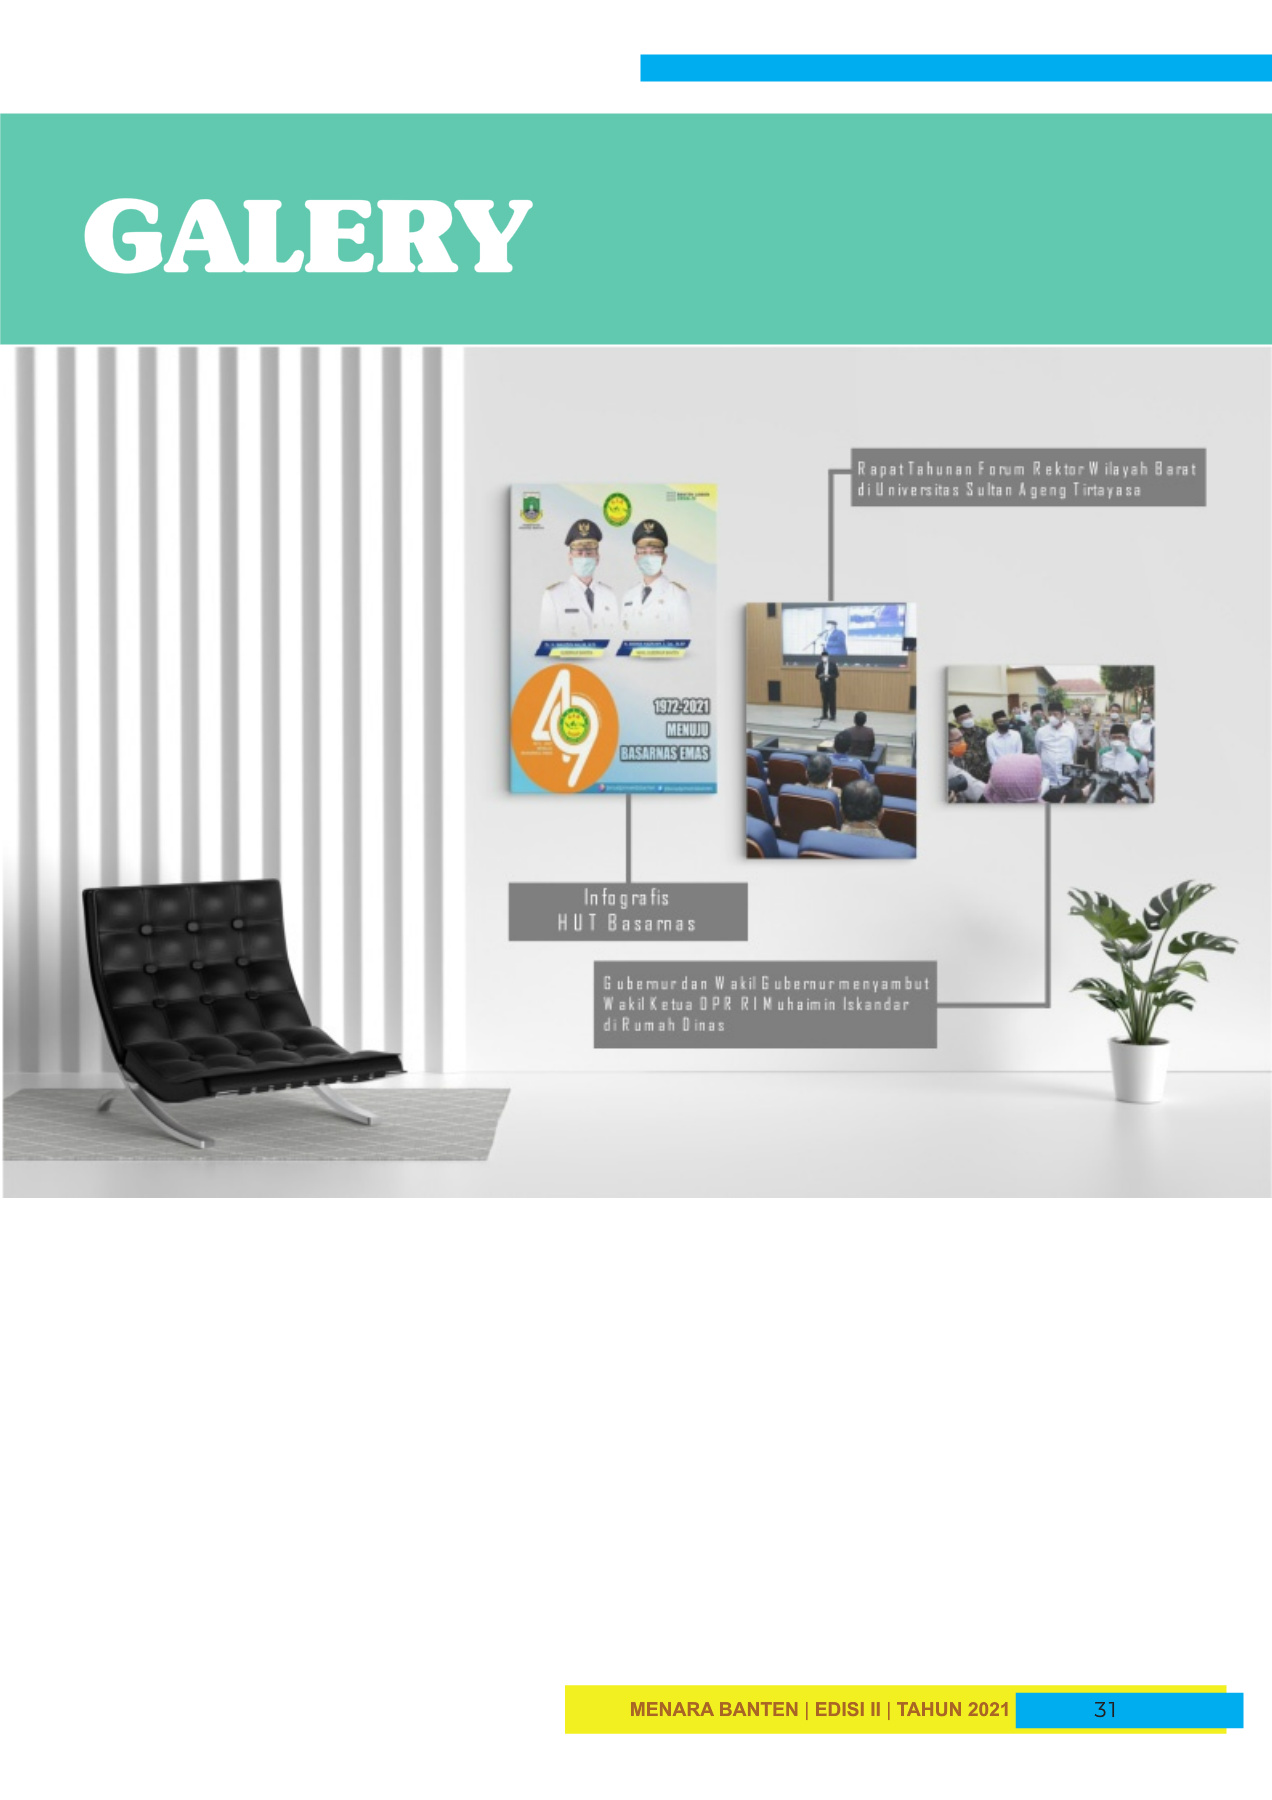 GALERY
Rapat Tahunan Forum Rektor Wilayah Barat
di Universitas Sultan Ageng Tirtayasa
1972-2021
MENUJU
BASARNAS EMAS
49
Infografis
HUT Basarnas
Gubernur dan Wakil Gubernur menyambut
Wakil Ketua DPR RI Muhaimin Iskandar
di Rumah Dinas
MENARA BANTEN | EDISI II | TAHUN 2021
31